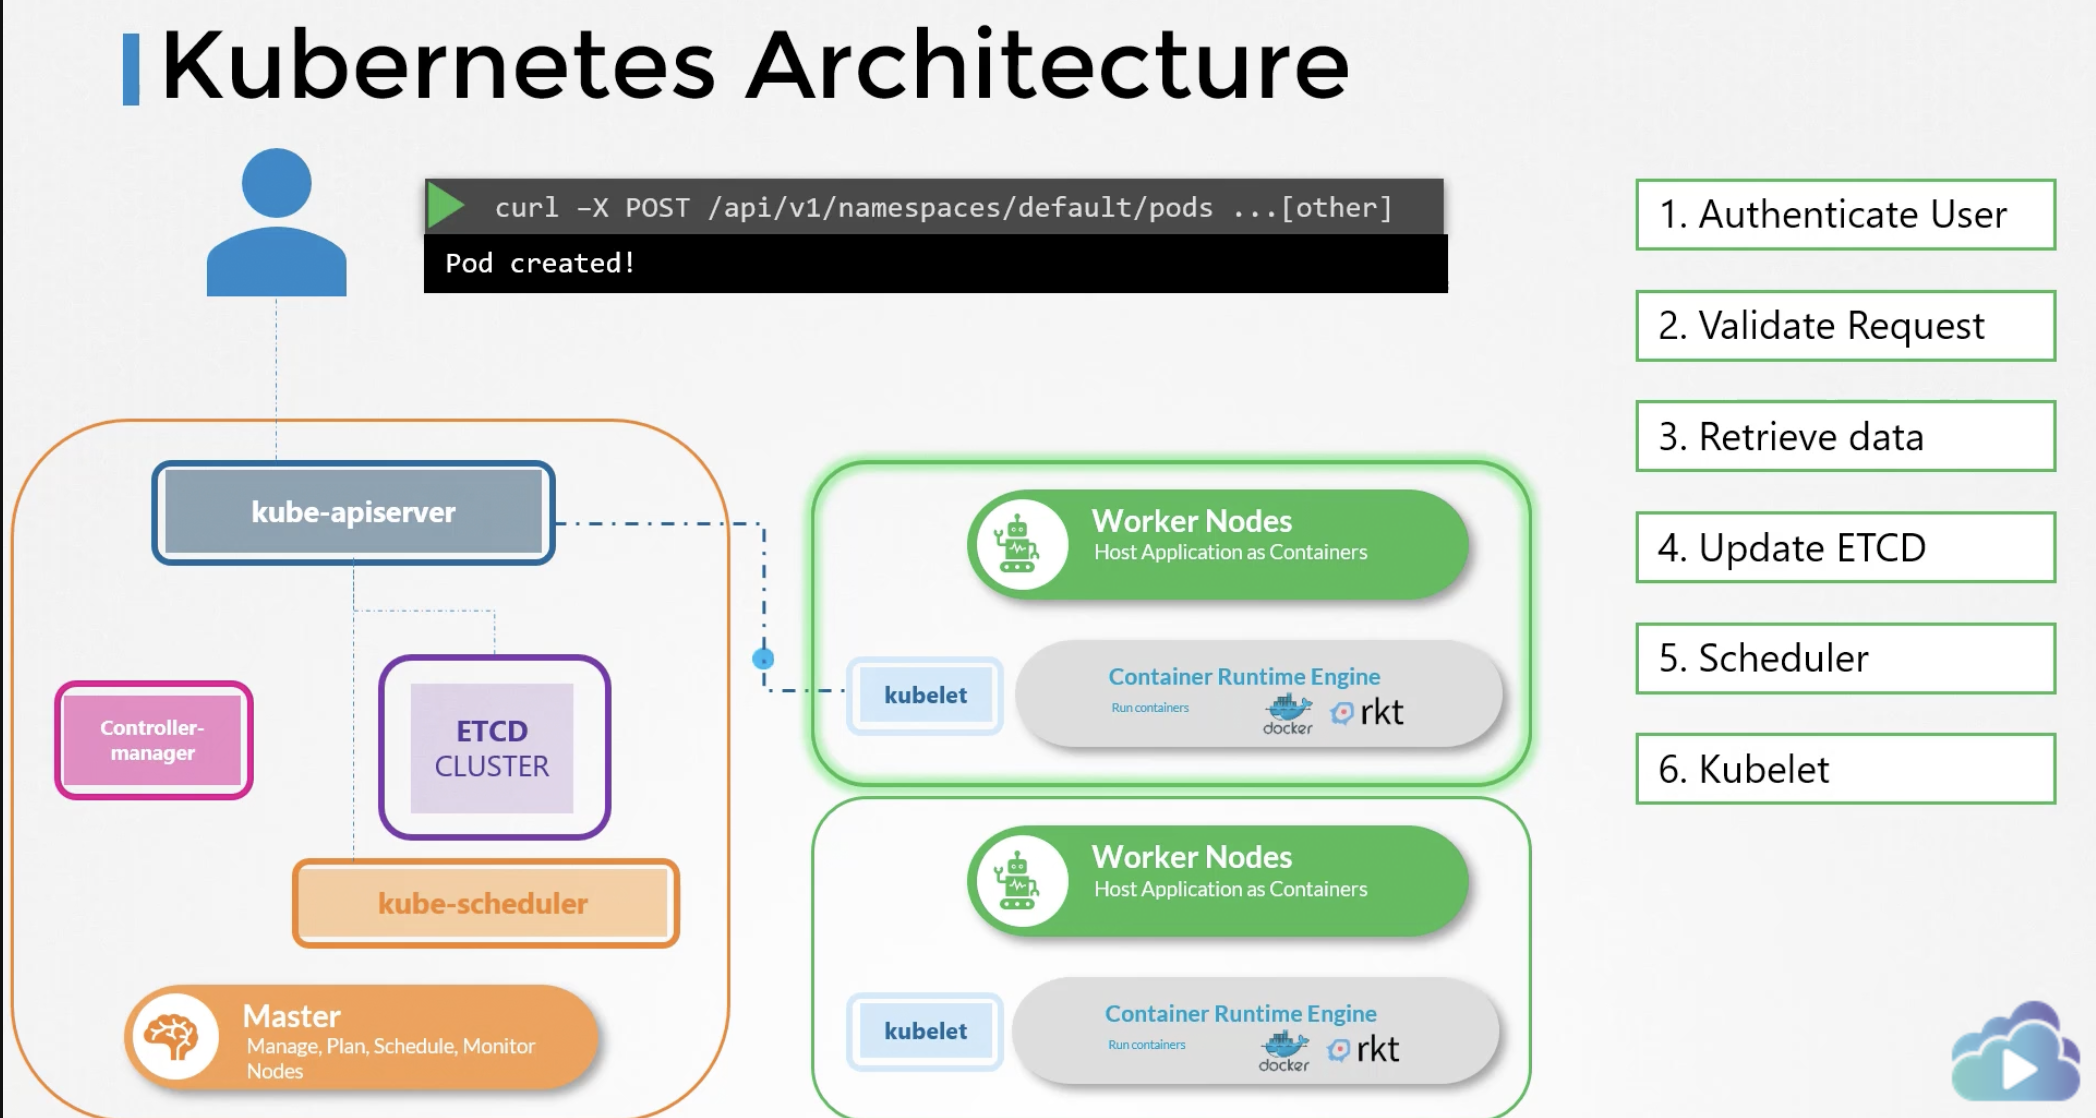 Kubernetes Architecture
curl –X POST /api/v1/namespaces/default/pods ...[other]
Pod created!
1. Authenticate User
2. Validate Request
3. Retrieve data
4. Update ETCD
5. Scheduler
6. Kubelet
kube-apiserver
Controller-
manager
ETCD
CLUSTER
kube-scheduler
Master
Manage, Plan, Schedule, Monitor
Nodes
Worker Nodes
Host Application as Containers
kubelet
Container Runtime Engine
Run containers
docker
rkt
Worker Nodes
Host Application as Containers
kubelet
Container Runtime Engine
Run containers
docker
rkt